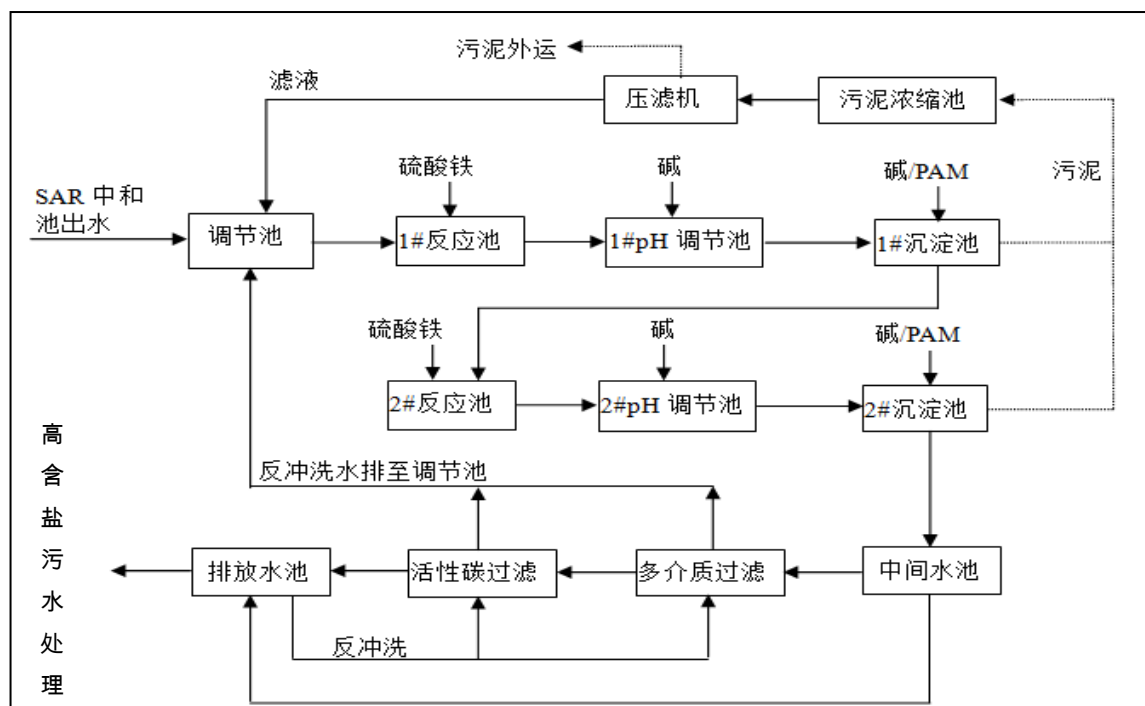 污泥外运
滤液
压滤机
污泥浓缩池
硫酸铁
碱
碱/PAM
污泥
SAR 中和
池出水
调节池
1#反应池
1#pH 调节池
1#沉淀池
硫酸铁
碱
碱/PAM
2#反应池
2#pH 调节池
2#沉淀池
反冲洗水排至调节池
高
含
盐
污
水
处
理
排放水池
活性碳过滤
多介质过滤
中间水池
反冲洗